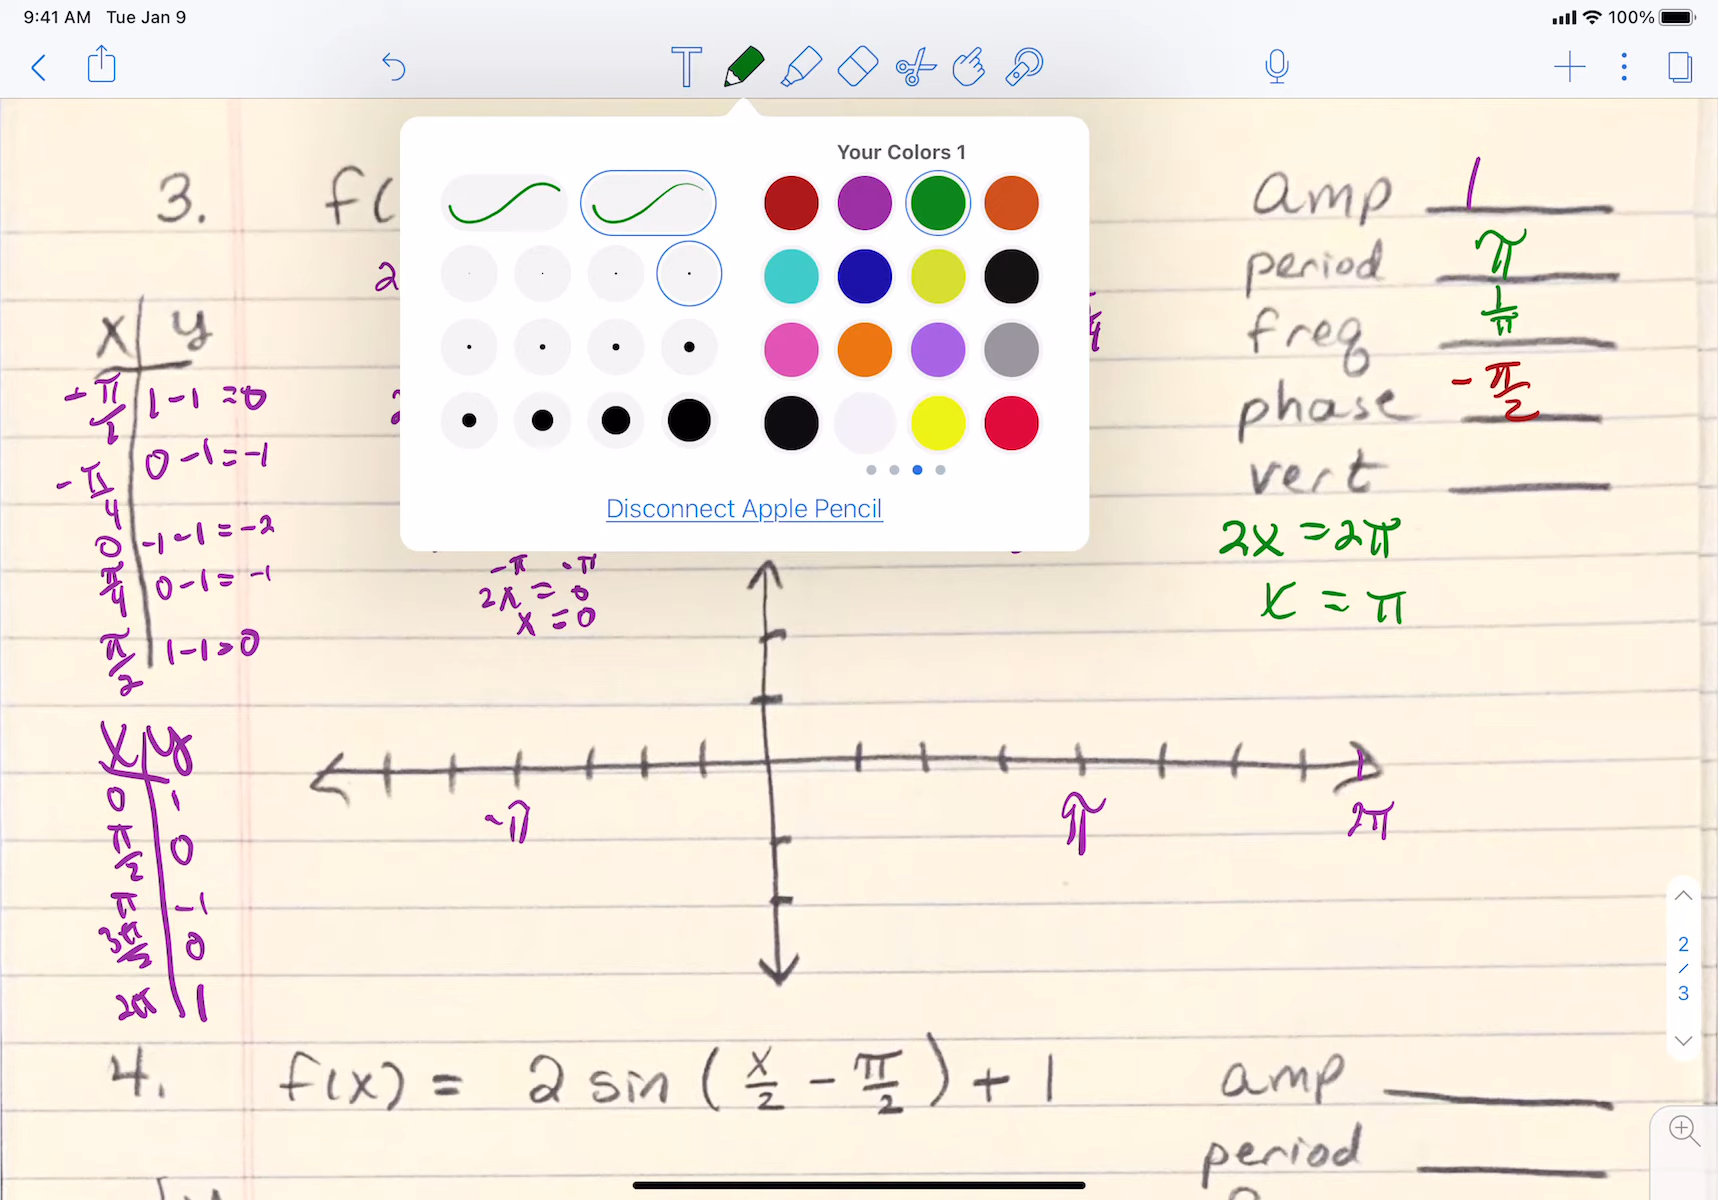 9:41 AM Tue Jan 9 100%
T
Your Colors 1
Disconnect Apple Pencil
3. f(
2
amp 1
period π
freq 1/π
phase -π/2
vert
2x = 2π
x = π
x y
1-1=0
-π/4 0-1=-1
0 -1-1=-2
π/4 0-1=-1
π/2 1-1=0
-π -π
2x = 0
x = 0
x y
0 1
π/2 0
π -1
3π/2 0
2π 1
-π π 2π
2
/
3
4. f(x) = 2 sin (x/2 - π/2) + 1
amp
period